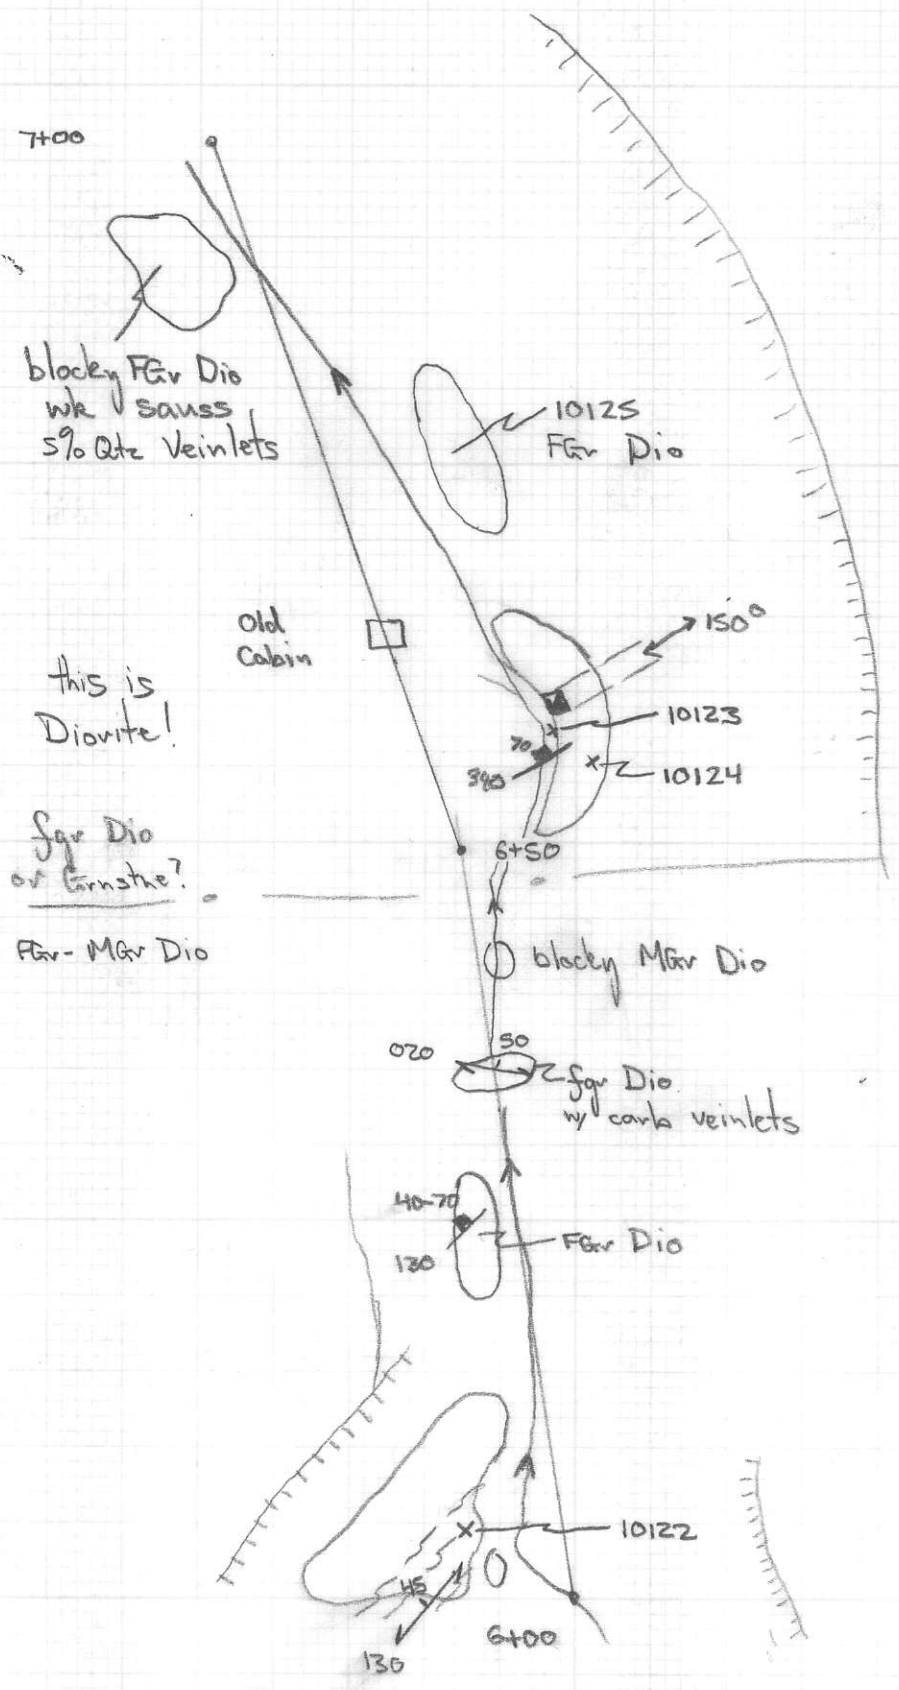 7+00
blocky FGr Dio
wk sauss,
5% Qtz Veinlets
10125
FGr Dio
Old
Cabin
150°
this is
Diorite!
10123
70
10124
fgr Dio
or Grnstne?
6+50
FGr- MGr Dio
blocky MGr Dio
020
50
fgr Dio
w/ carb veinlets
40-70
130
FGr Dio
10122
45
130
6+00